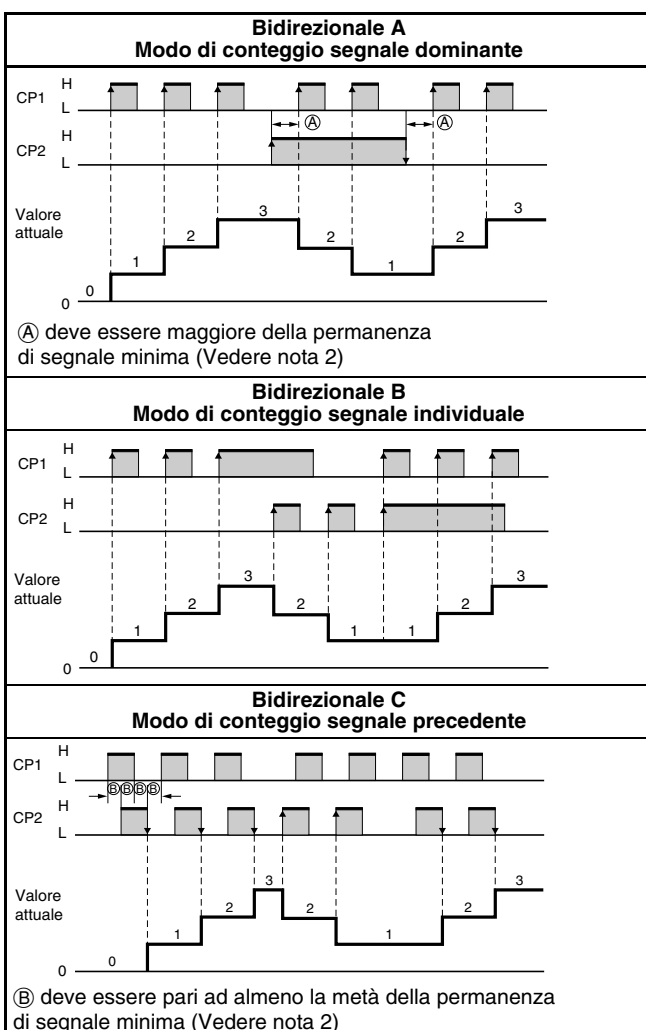 Bidirezionale A
Modo di conteggio segnale dominante
CP1 H
L
Ⓐ Ⓐ
CP2 H
L
Valore
attuale
0 1 2 3 2 1 2 3
0
Ⓐ deve essere maggiore della permanenza
di segnale minima (Vedere nota 2)
Bidirezionale B
Modo di conteggio segnale individuale
CP1 H
L
CP2 H
L
Valore
attuale
0 1 2 3 2 1 1 2 3
0
Bidirezionale C
Modo di conteggio segnale precedente
CP1 H
L
Ⓑ Ⓑ Ⓑ Ⓑ
CP2 H
L
Valore
attuale
0 1 2 3 2 1 2 3
0
Ⓑ deve essere pari ad almeno la metà della permanenza
di segnale minima (Vedere nota 2)